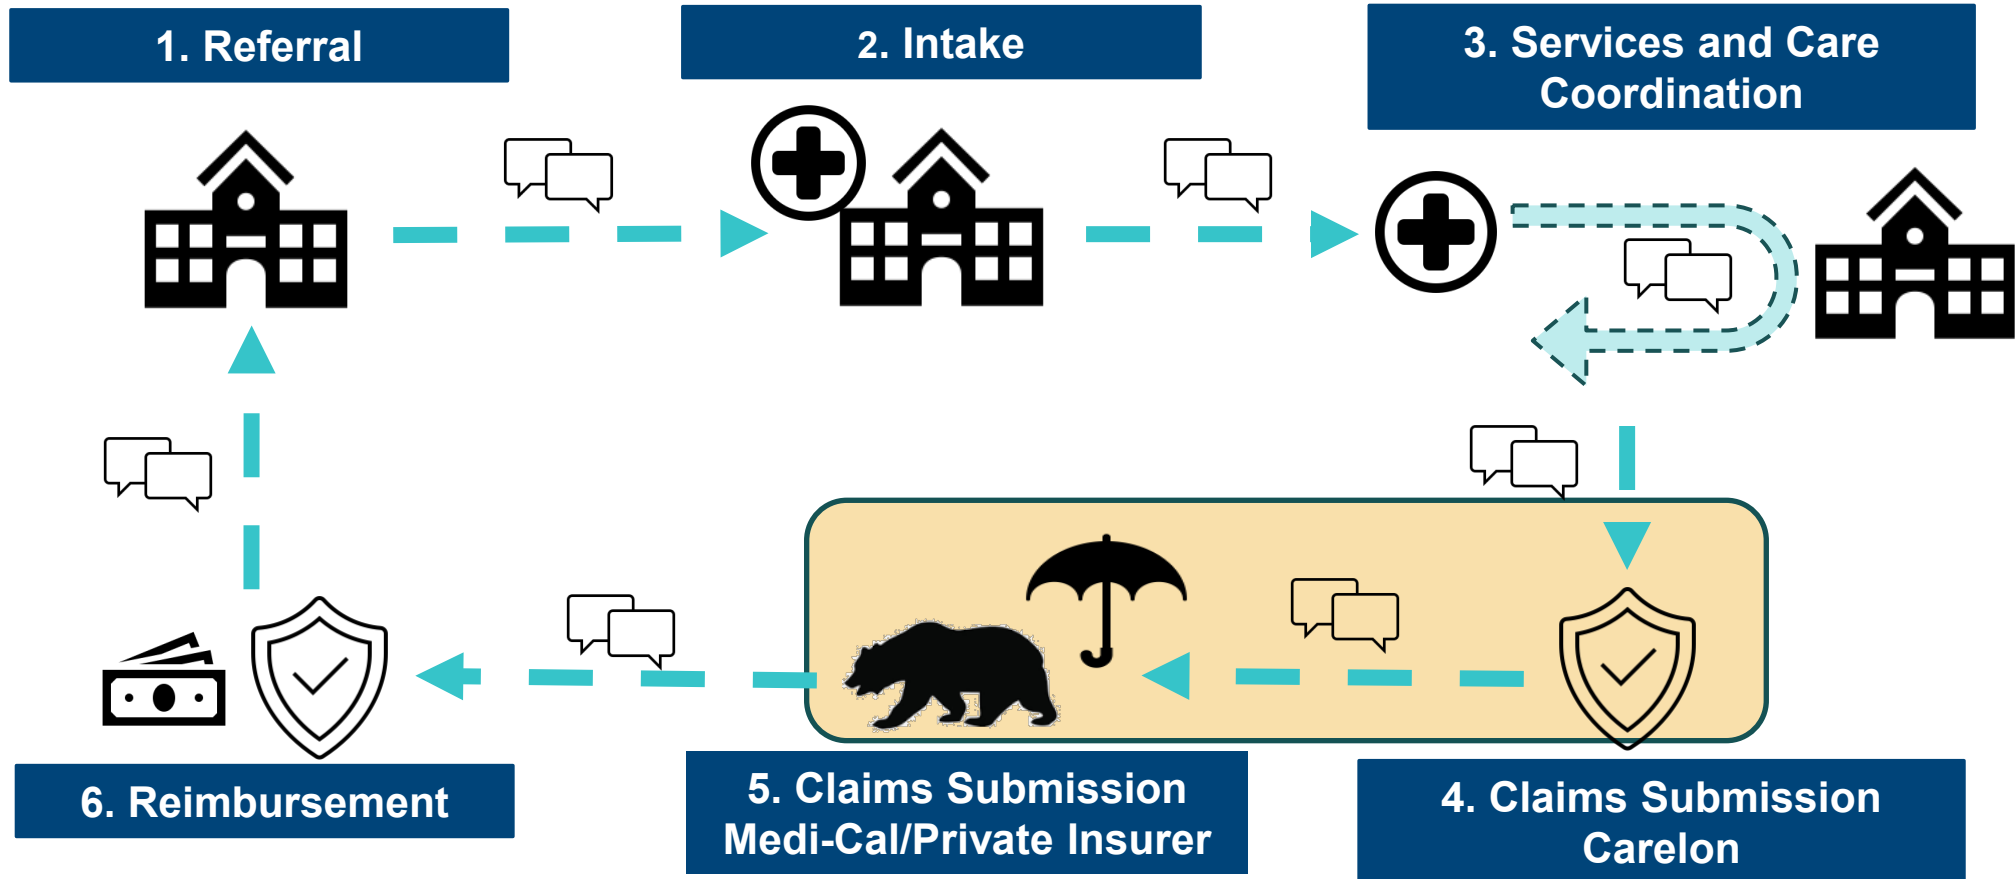 1. Referral
2. Intake
3. Services and Care
Coordination
6. Reimbursement
5. Claims Submission
Medi-Cal/Private Insurer
4. Claims Submission
Carelon